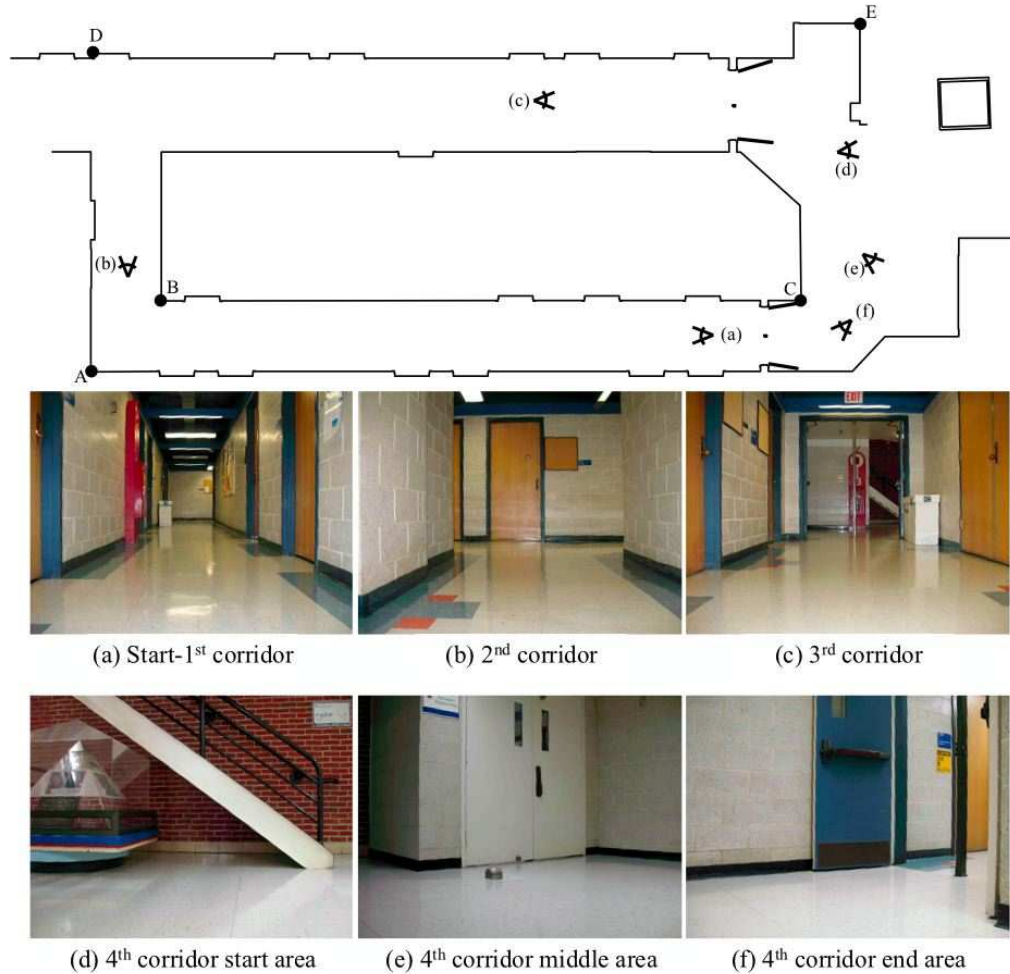 D
E
(c)
(d)
(b)
B
(e)
C
(f)
(a)
A
EXIT
(a) Start-1st corridor
(b) 2nd corridor
(c) 3rd corridor
(d) 4th corridor start area
(e) 4th corridor middle area
(f) 4th corridor end area